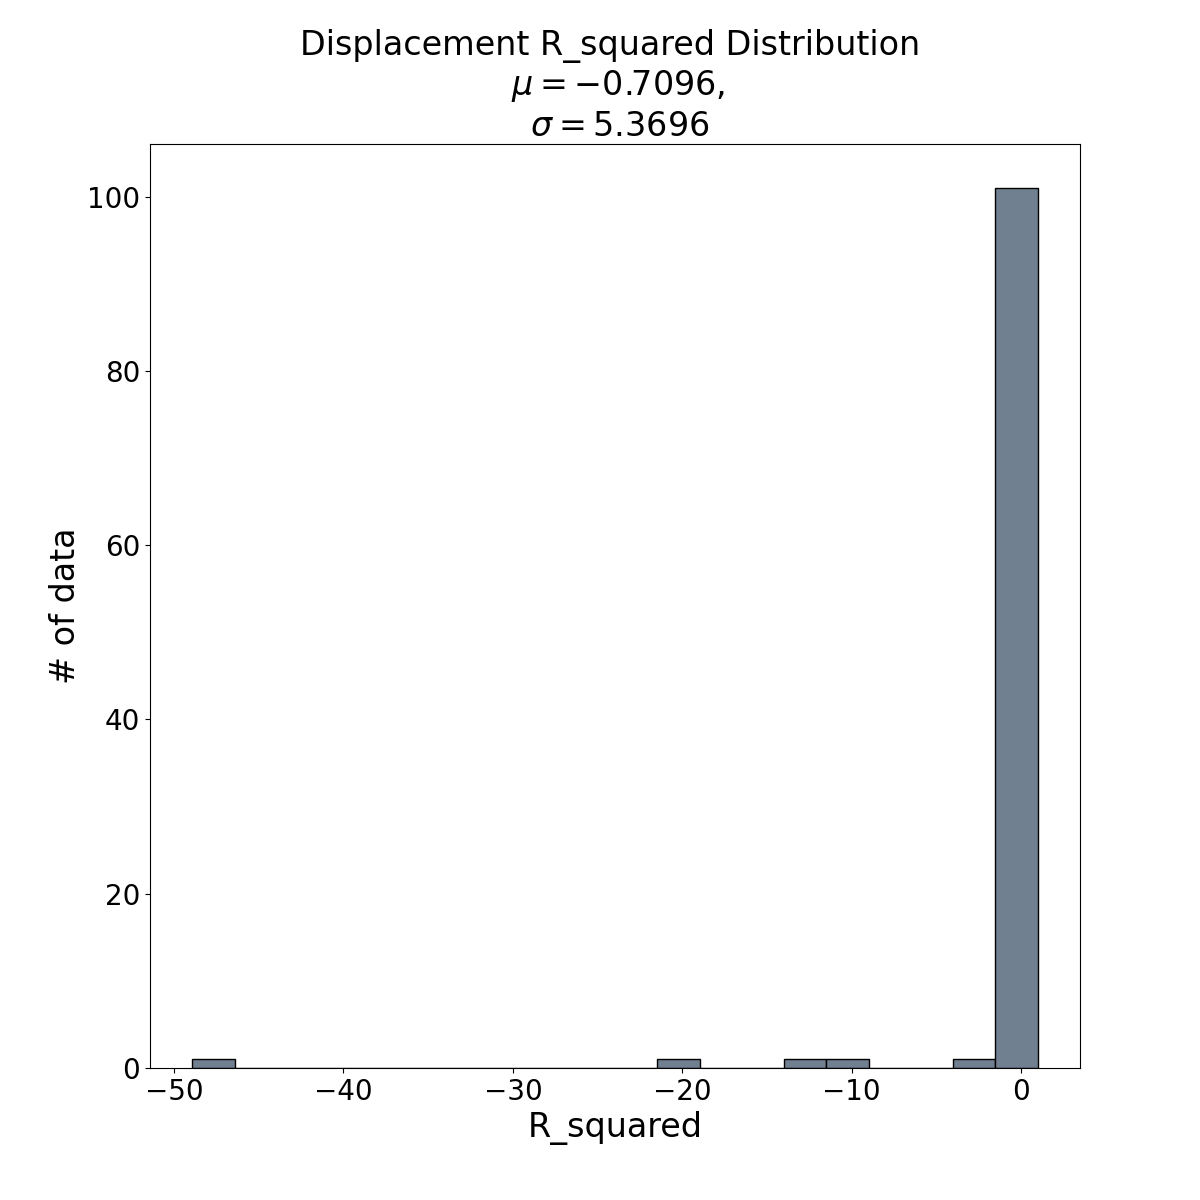 Displacement R_squared Distribution
μ = −0.7096,
σ = 5.3696
100
80
60
40
20
0
# of data
−50 −40 −30 −20 −10 0
R_squared